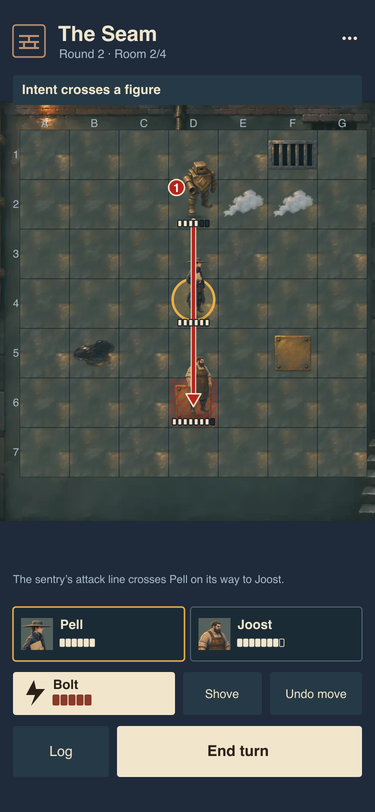 The Seam
Round 2 · Room 2/4
Intent crosses a figure
A B C D E F G
1
1
2
3
4
5
6
7
The sentry's attack line crosses Pell on its way to Joost.
Pell
Joost
Bolt
Shove
Undo move
Log
End turn